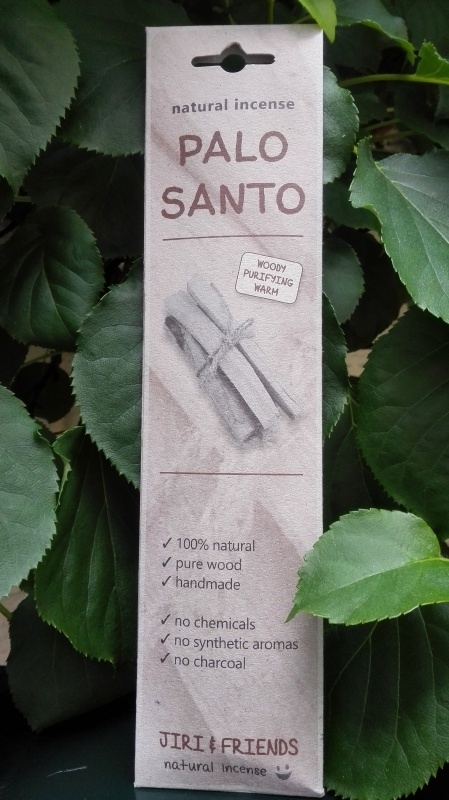 natural incense
PALO
SANTO
WOODY
PURIFYING
WARM
✓ 100% natural
✓ pure wood
✓ handmade
✓ no chemicals
✓ no synthetic aromas
✓ no charcoal
JIRI & FRIENDS
natural incense